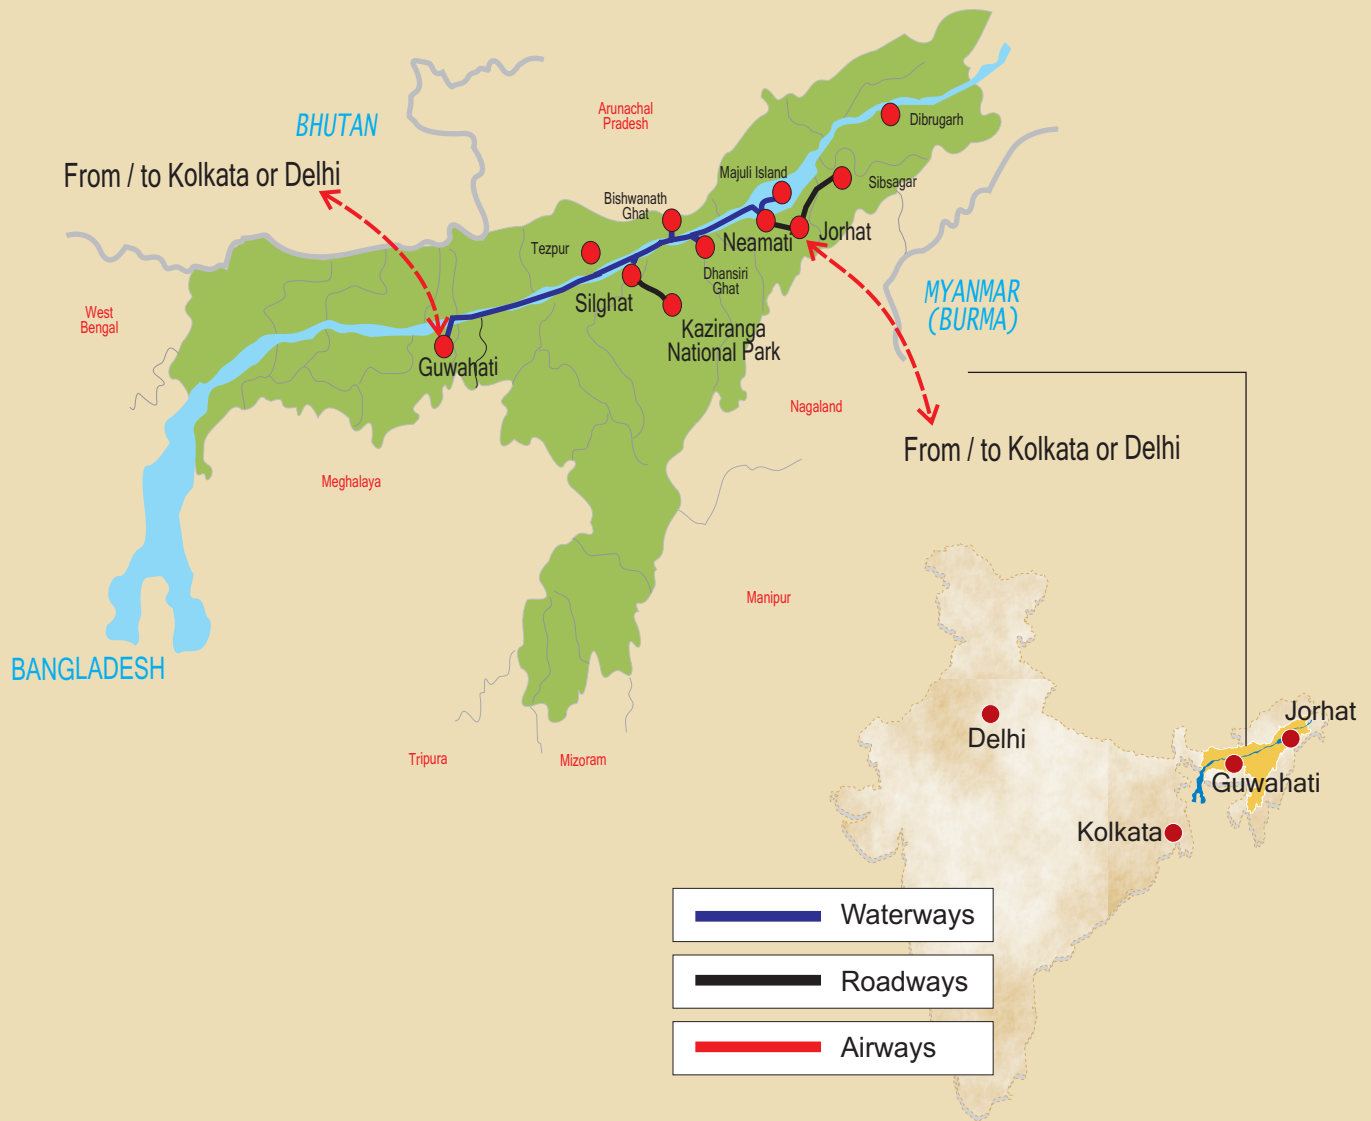 BHUTAN
Arunachal
Pradesh
Dibrugarh
From / to Kolkata or Delhi
Majuli Island
Sibsagar
Bishwanath
Ghat
Tezpur
Neamati
Jorhat
Dhansiri
Ghat
Silghat
MYANMAR
(BURMA)
West
Bengal
Kaziranga
National Park
Guwahati
Nagaland
From / to Kolkata or Delhi
Meghalaya
Manipur
BANGLADESH
Tripura
Mizoram
Jorhat
Delhi
Guwahati
Kolkata
Waterways
Roadways
Airways